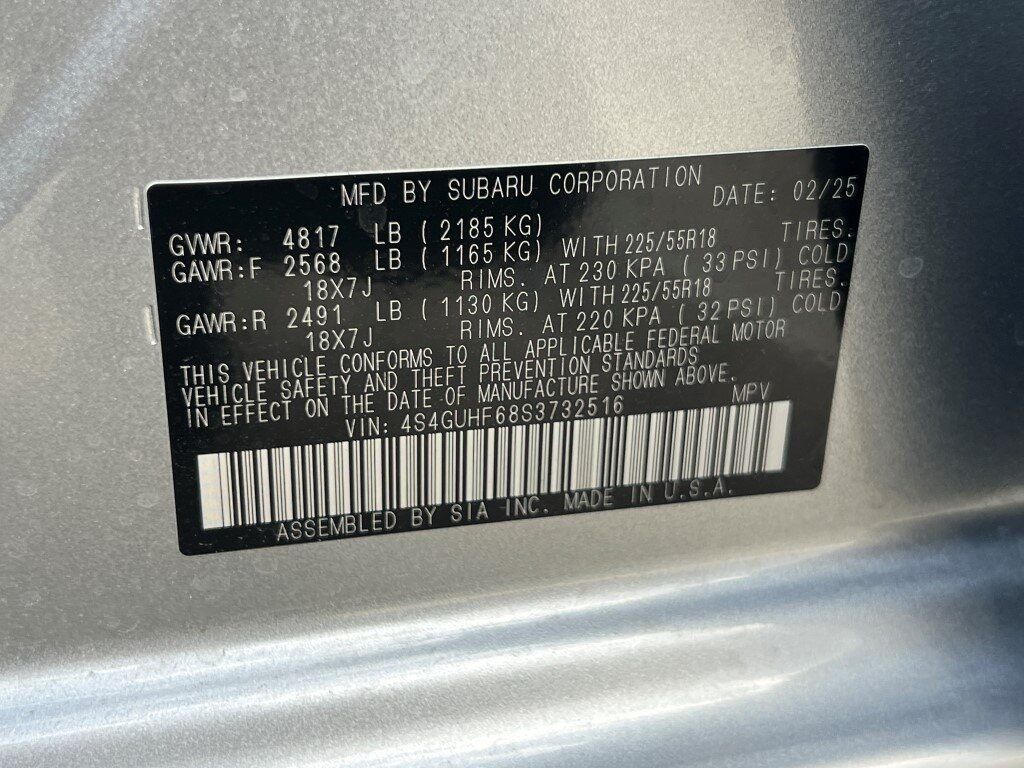 MFD BY SUBARU CORPORATION DATE: 02/25
GVWR: 4817 LB ( 2185 KG)
GAWR:F 2568 LB ( 1165 KG) WITH 225/55R18 TIRES.
18X7J RIMS. AT 230 KPA ( 33 PSI) COLD
GAWR:R 2491 LB ( 1130 KG) WITH 225/55R18 TIRES.
18X7J RIMS. AT 220 KPA ( 32 PSI) COLD
THIS VEHICLE CONFORMS TO ALL APPLICABLE FEDERAL MOTOR
VEHICLE SAFETY AND THEFT PREVENTION STANDARDS
IN EFFECT ON THE DATE OF MANUFACTURE SHOWN ABOVE.
VIN: 4S4GUHF68S3732516 MPV
ASSEMBLED BY SIA INC. MADE IN U.S.A.